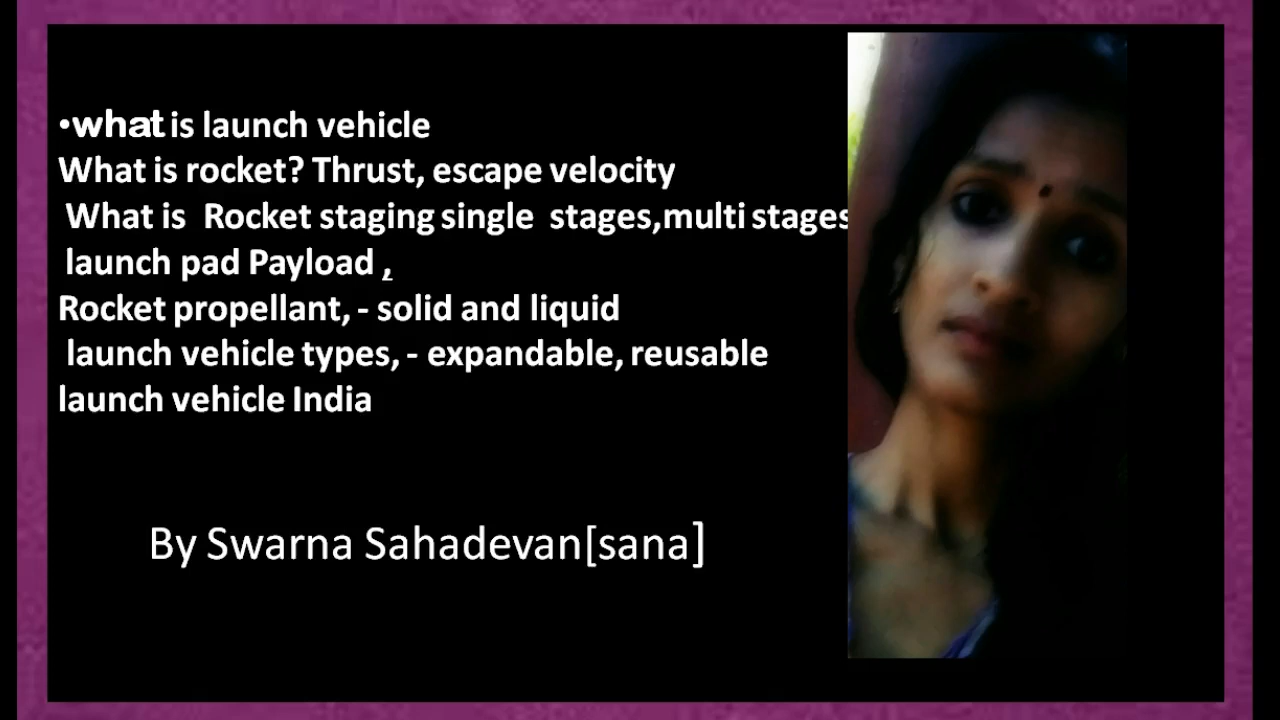 •what is launch vehicle
What is rocket? Thrust, escape velocity
What is Rocket staging single stages,multi stages
launch pad Payload ,
Rocket propellant, - solid and liquid
launch vehicle types, - expandable, reusable
launch vehicle India
By Swarna Sahadevan[sana]